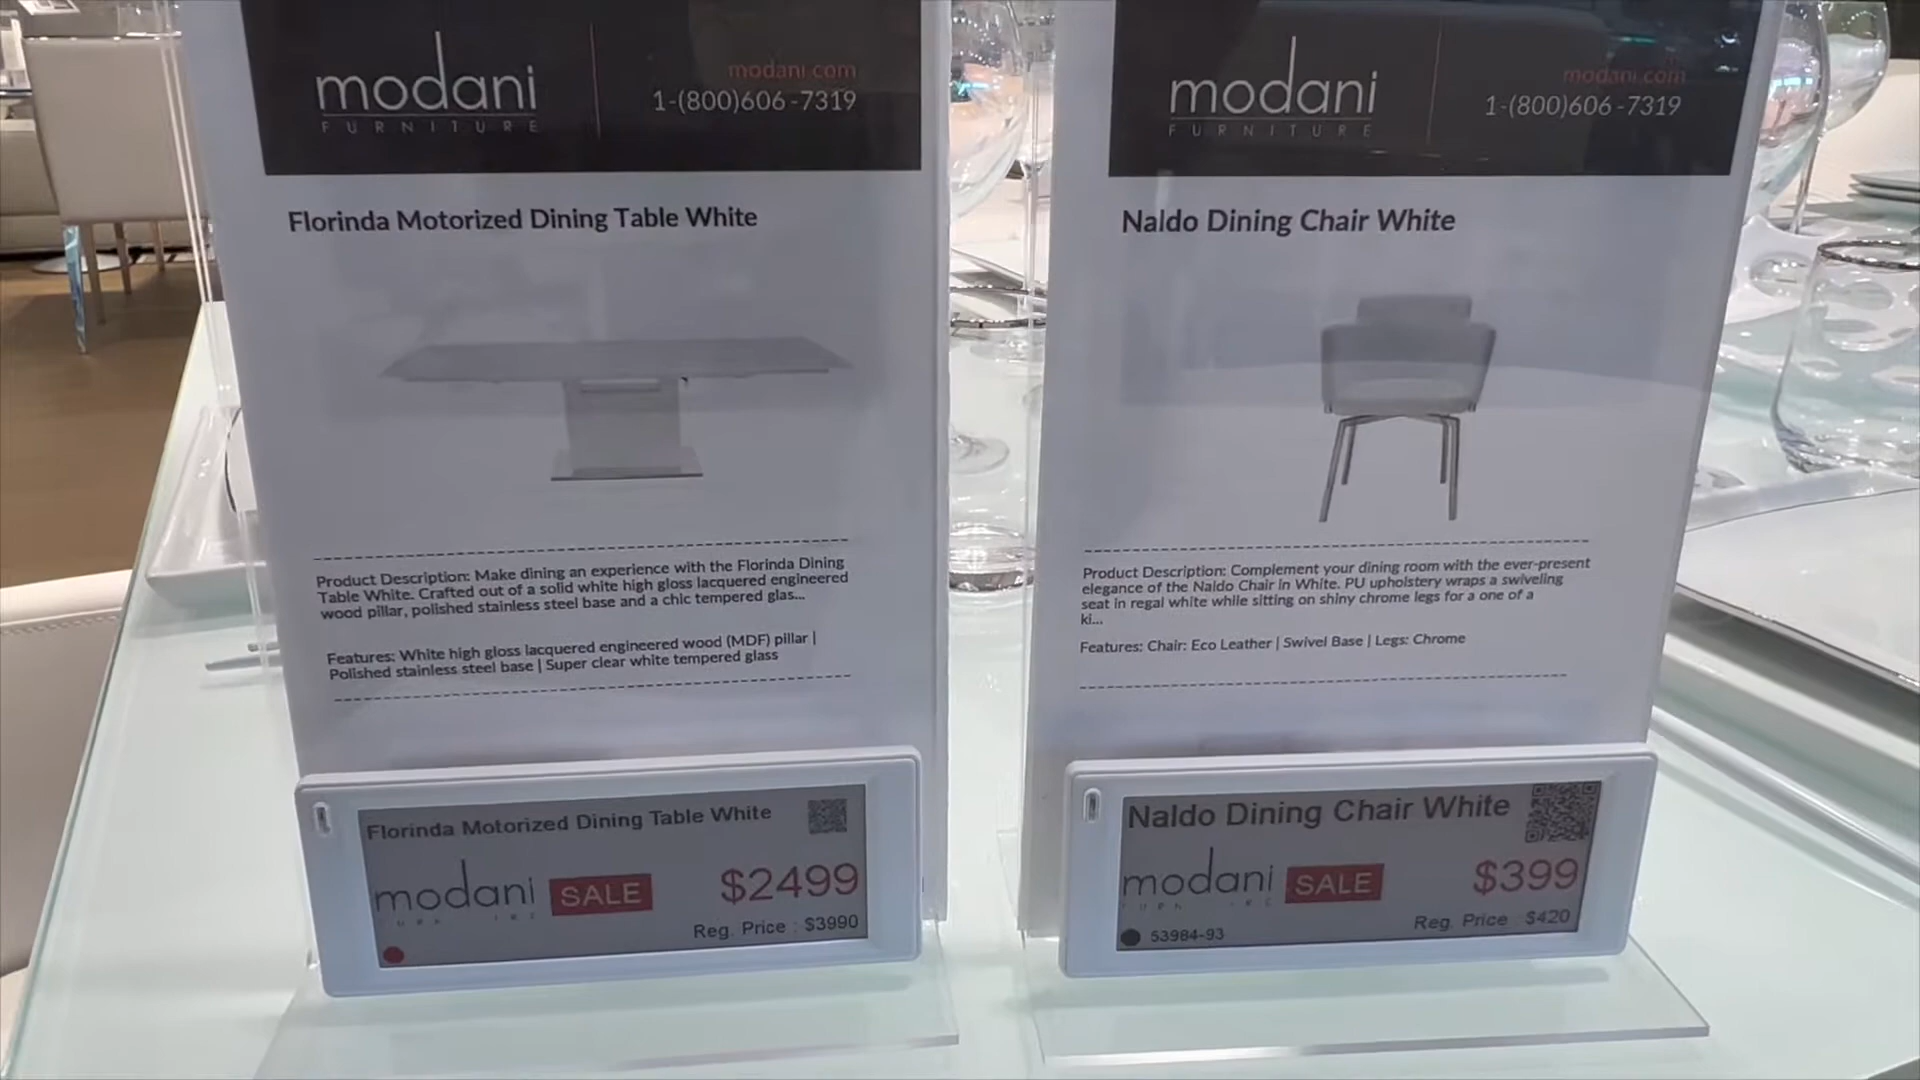 modani
FURNITURE
modani.com
1-(800)606-7319
Florinda Motorized Dining Table White
Product Description: Make dining an experience with the Florinda Dining
Table White. Crafted out of a solid white high gloss lacquered engineered
wood pillar, polished stainless steel base and a chic tempered glas...
Features: White high gloss lacquered engineered wood (MDF) pillar |
Polished stainless steel base | Super clear white tempered glass
Florinda Motorized Dining Table White
modani
SALE
$2499
Reg. Price : $3990
modani
FURNITURE
modani.com
1-(800)606-7319
Naldo Dining Chair White
Product Description: Complement your dining room with the ever-present
elegance of the Naldo Chair in White. PU upholstery wraps a swiveling
seat in regal white while sitting on shiny chrome legs for a one of a
ki...
Features: Chair: Eco Leather | Swivel Base | Legs: Chrome
Naldo Dining Chair White
modani
SALE
$399
Reg. Price : $420
53984-93